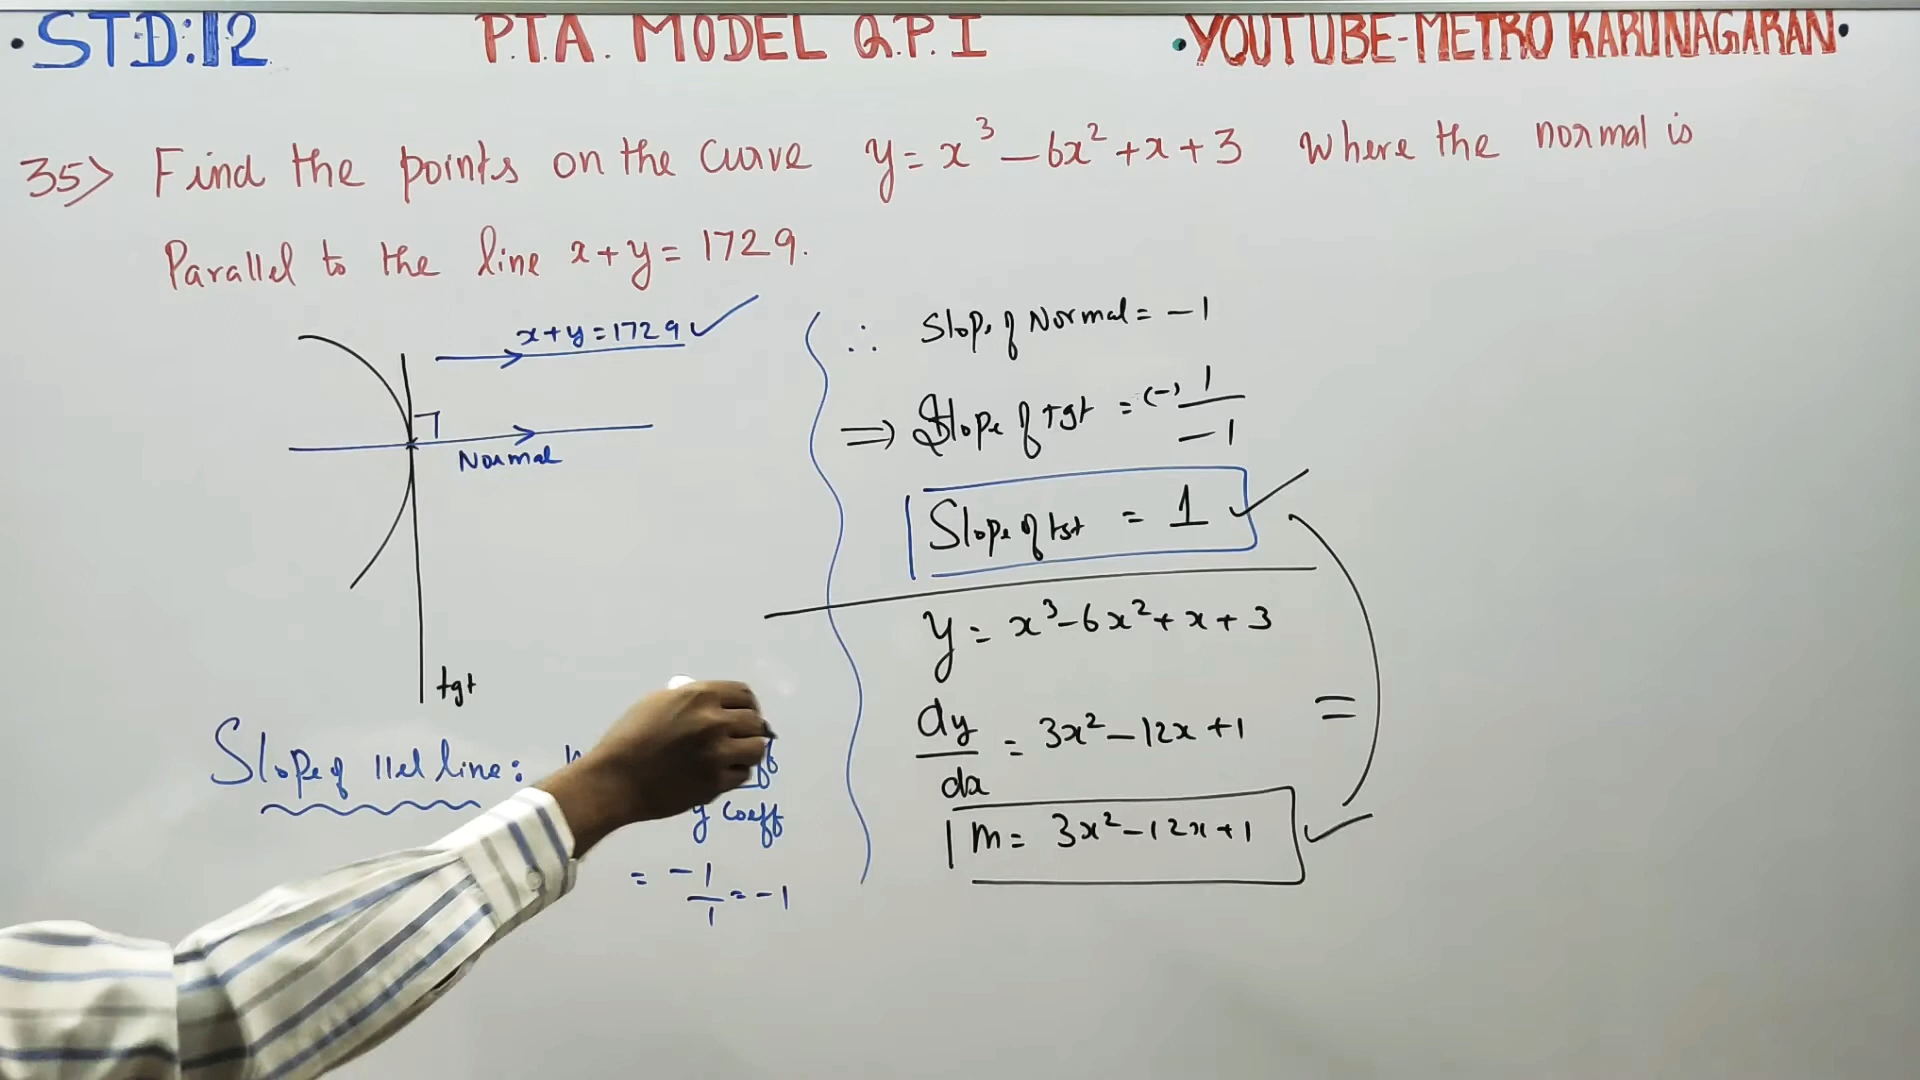 •STD:12 P.T.A. MODEL Q.P. I •YOUTUBE-METRO KARUNAGARAN•
35) Find the points on the curve y = x³ - 6x² + x + 3 where the normal is
Parallel to the line x + y = 1729.
x + y = 1729 ✓
Normal
tgt
Slope of llel line:
y coeff
= -1/1 = -1
∴ Slope of Normal = -1
⇒ Slope of tgt = (-) 1/-1
Slope of tgt = 1 ✓
y = x³ - 6x² + x + 3
dy/dx = 3x² - 12x + 1
m = 3x² - 12x + 1 ✓
=